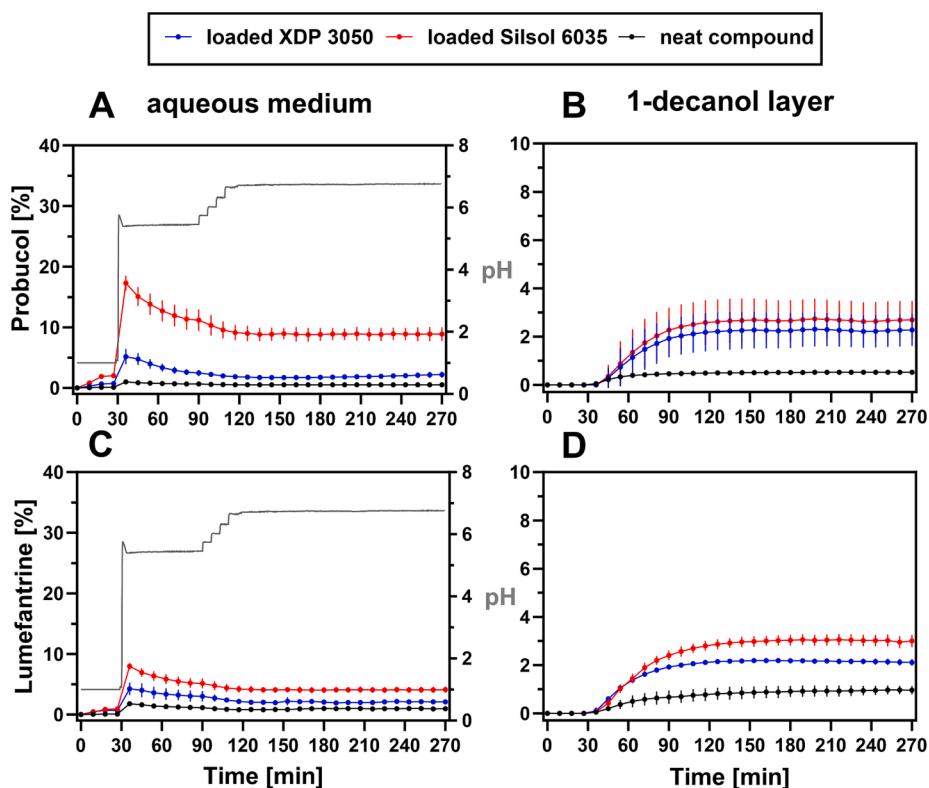 loaded XDP 3050 loaded Silsol 6035 neat compound
A aqueous medium B 1-decanol layer
Probucol [%]
40
30
20
10
0
8
6
4
2
0
pH
0 30 60 90 120 150 180 210 240 270
10
8
6
4
2
0
0 30 60 90 120 150 180 210 240 270
C D
Lumefantrine [%]
40
30
20
10
0
8
6
4
2
0
pH
0 30 60 90 120 150 180 210 240 270
Time [min]
10
8
6
4
2
0
0 30 60 90 120 150 180 210 240 270
Time [min]